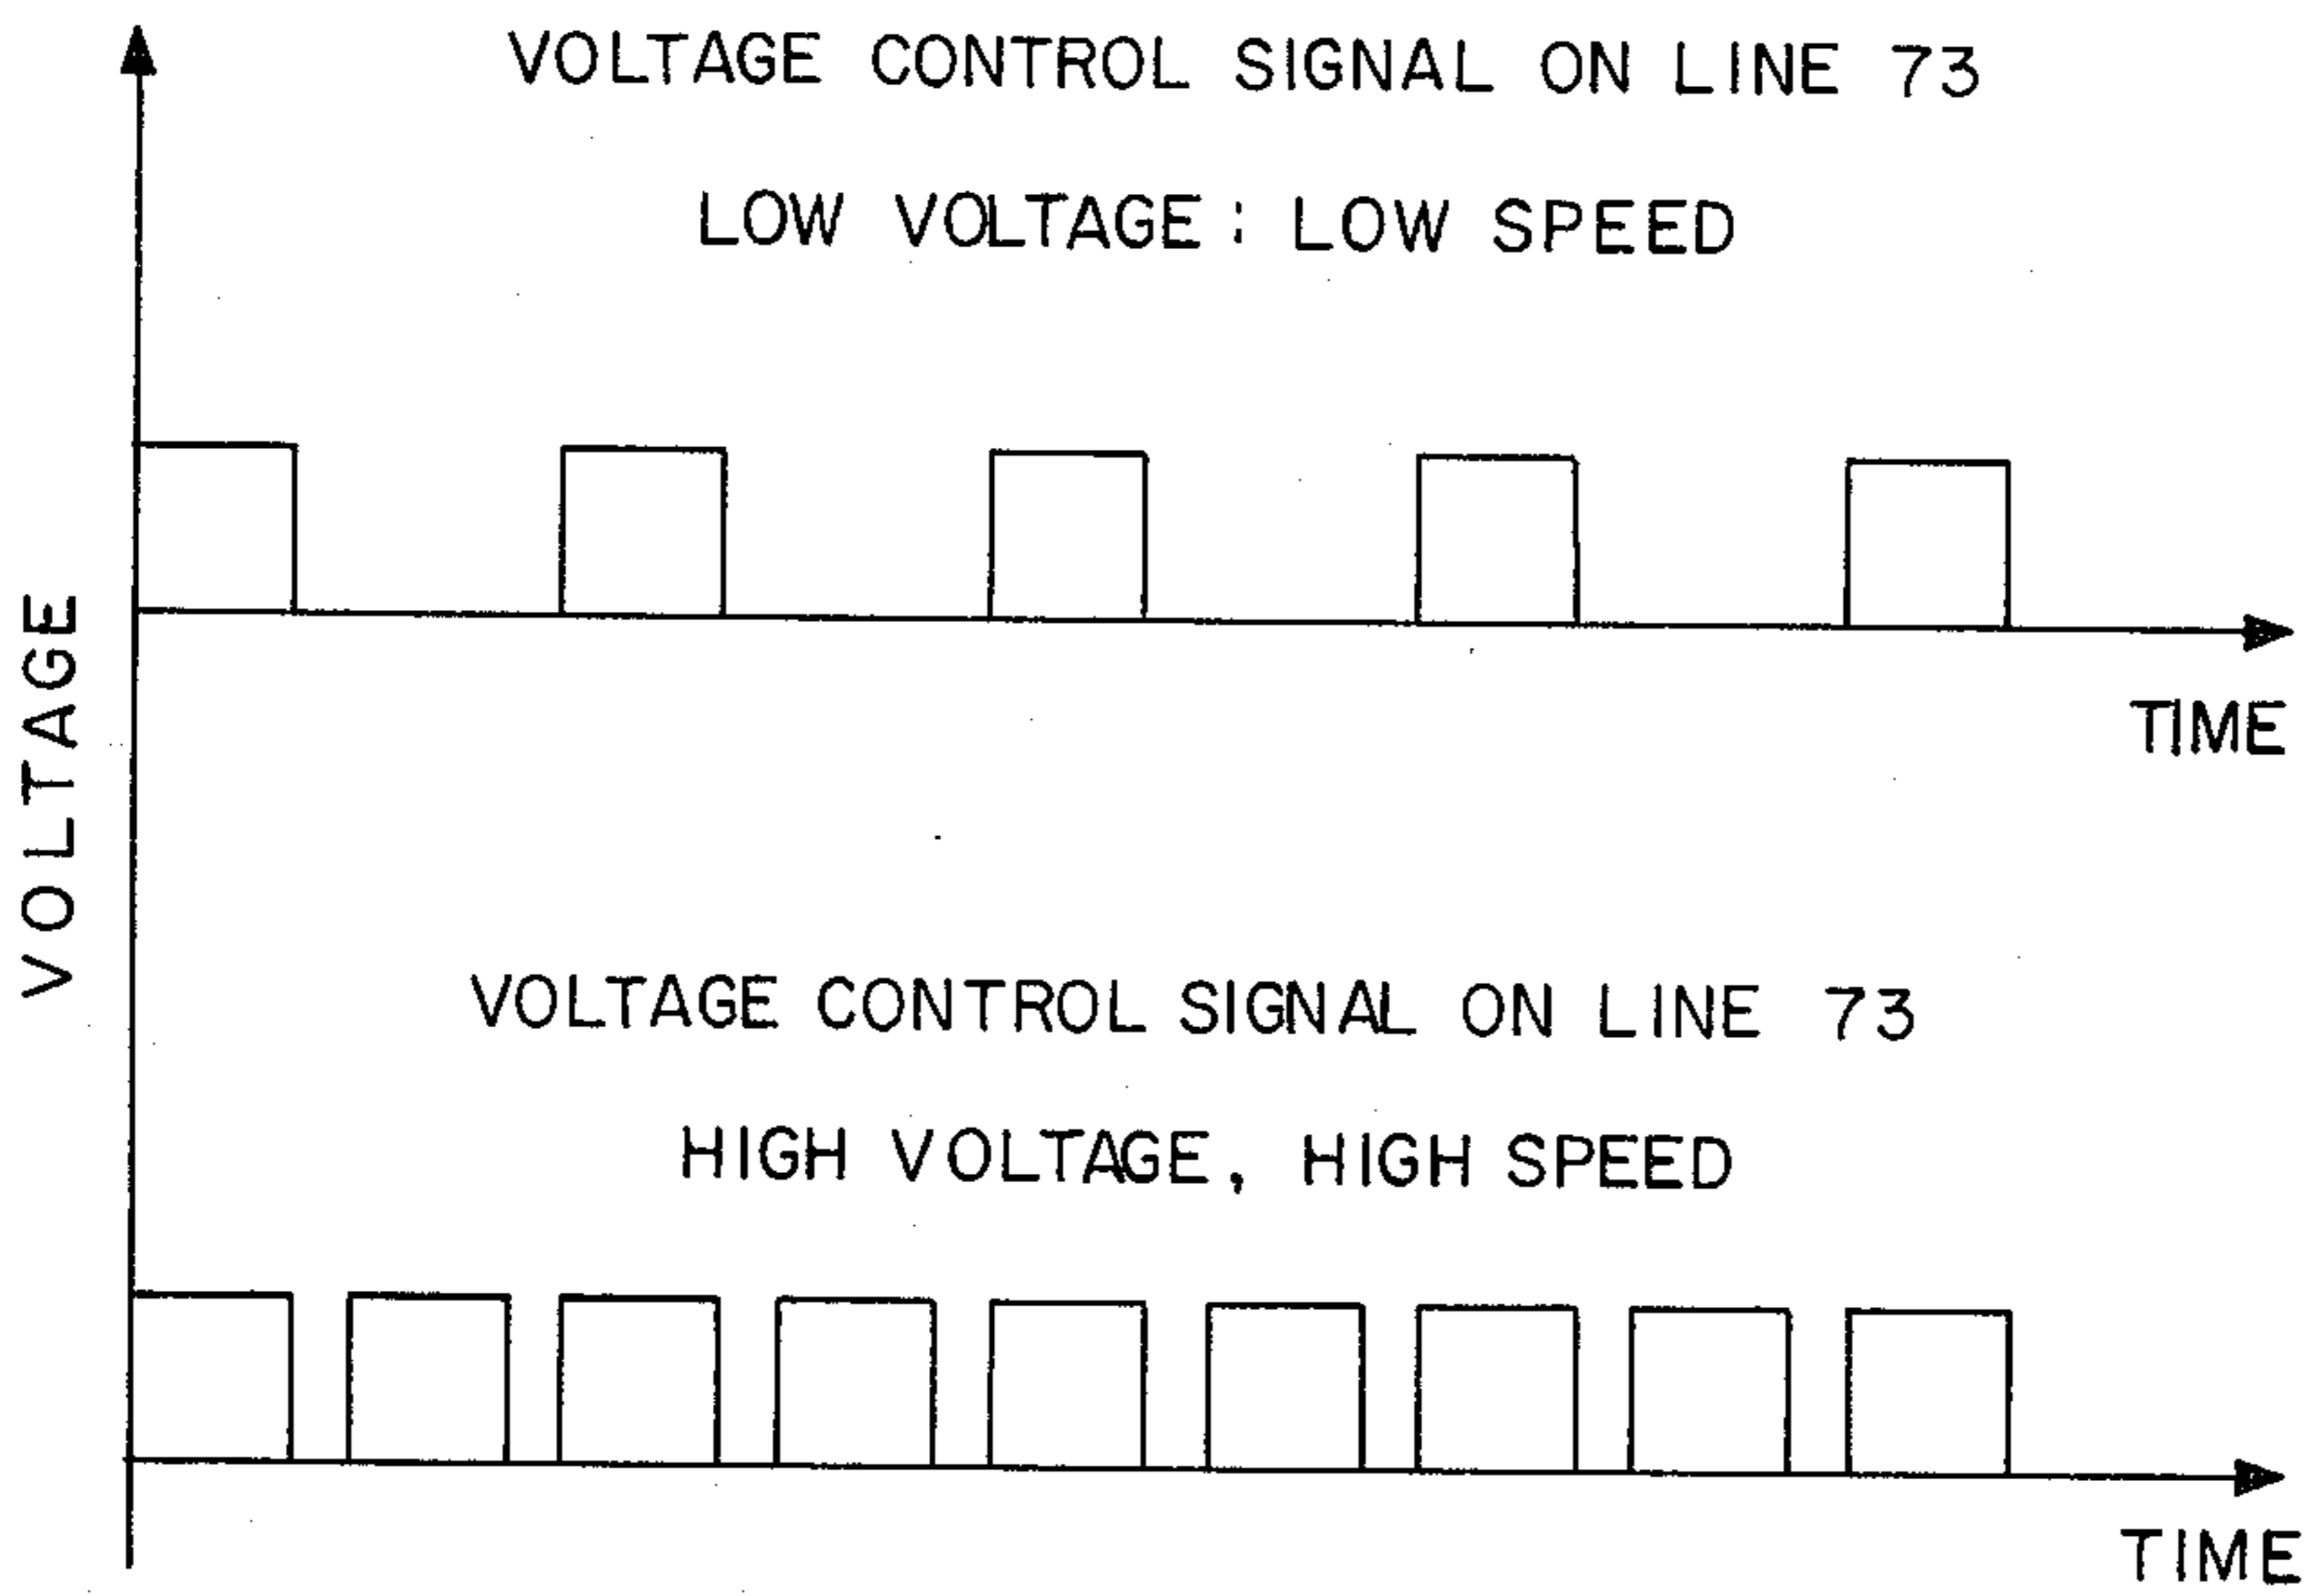 VOLTAGE CONTROL SIGNAL ON LINE 73
LOW VOLTAGE : LOW SPEED
TIME
VOLTAGE
VOLTAGE CONTROL SIGNAL ON LINE 73
HIGH VOLTAGE, HIGH SPEED
TIME